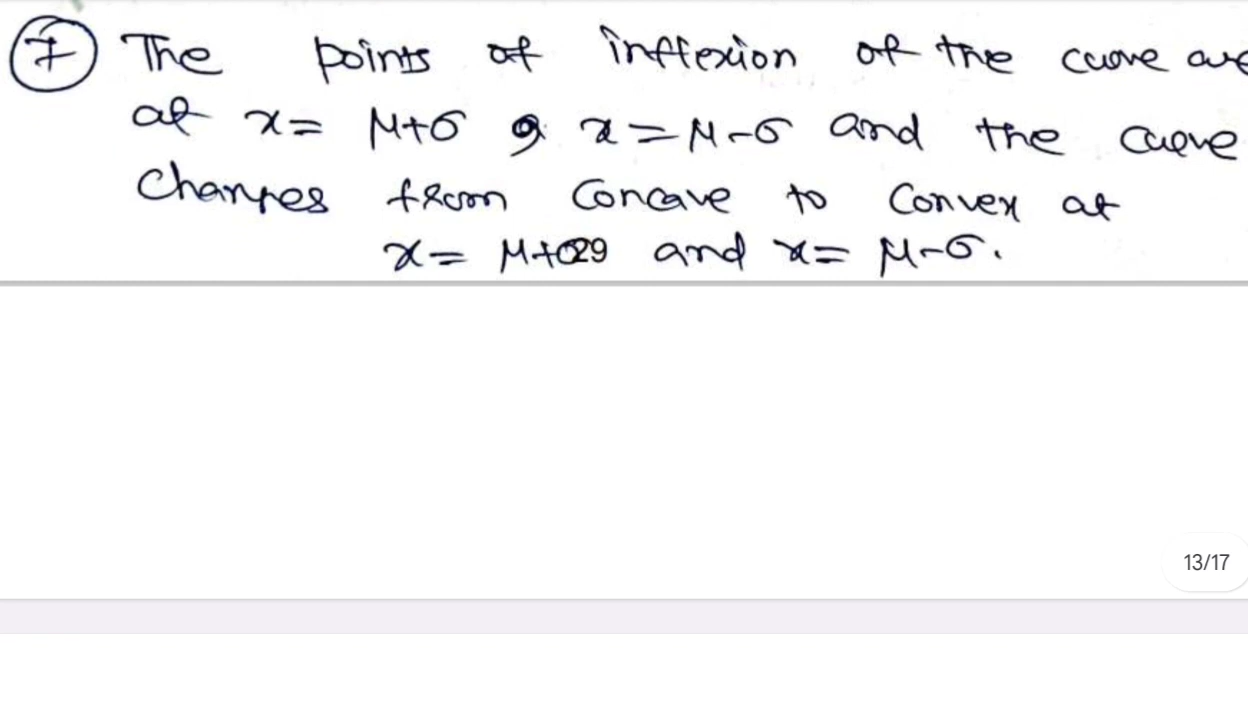 7 The points of inflexion of the curve are
at x= μ+σ , x=μ-σ and the curve
changes from concave to convex at
x= μ+σ29 and x= μ-σ.
13/17